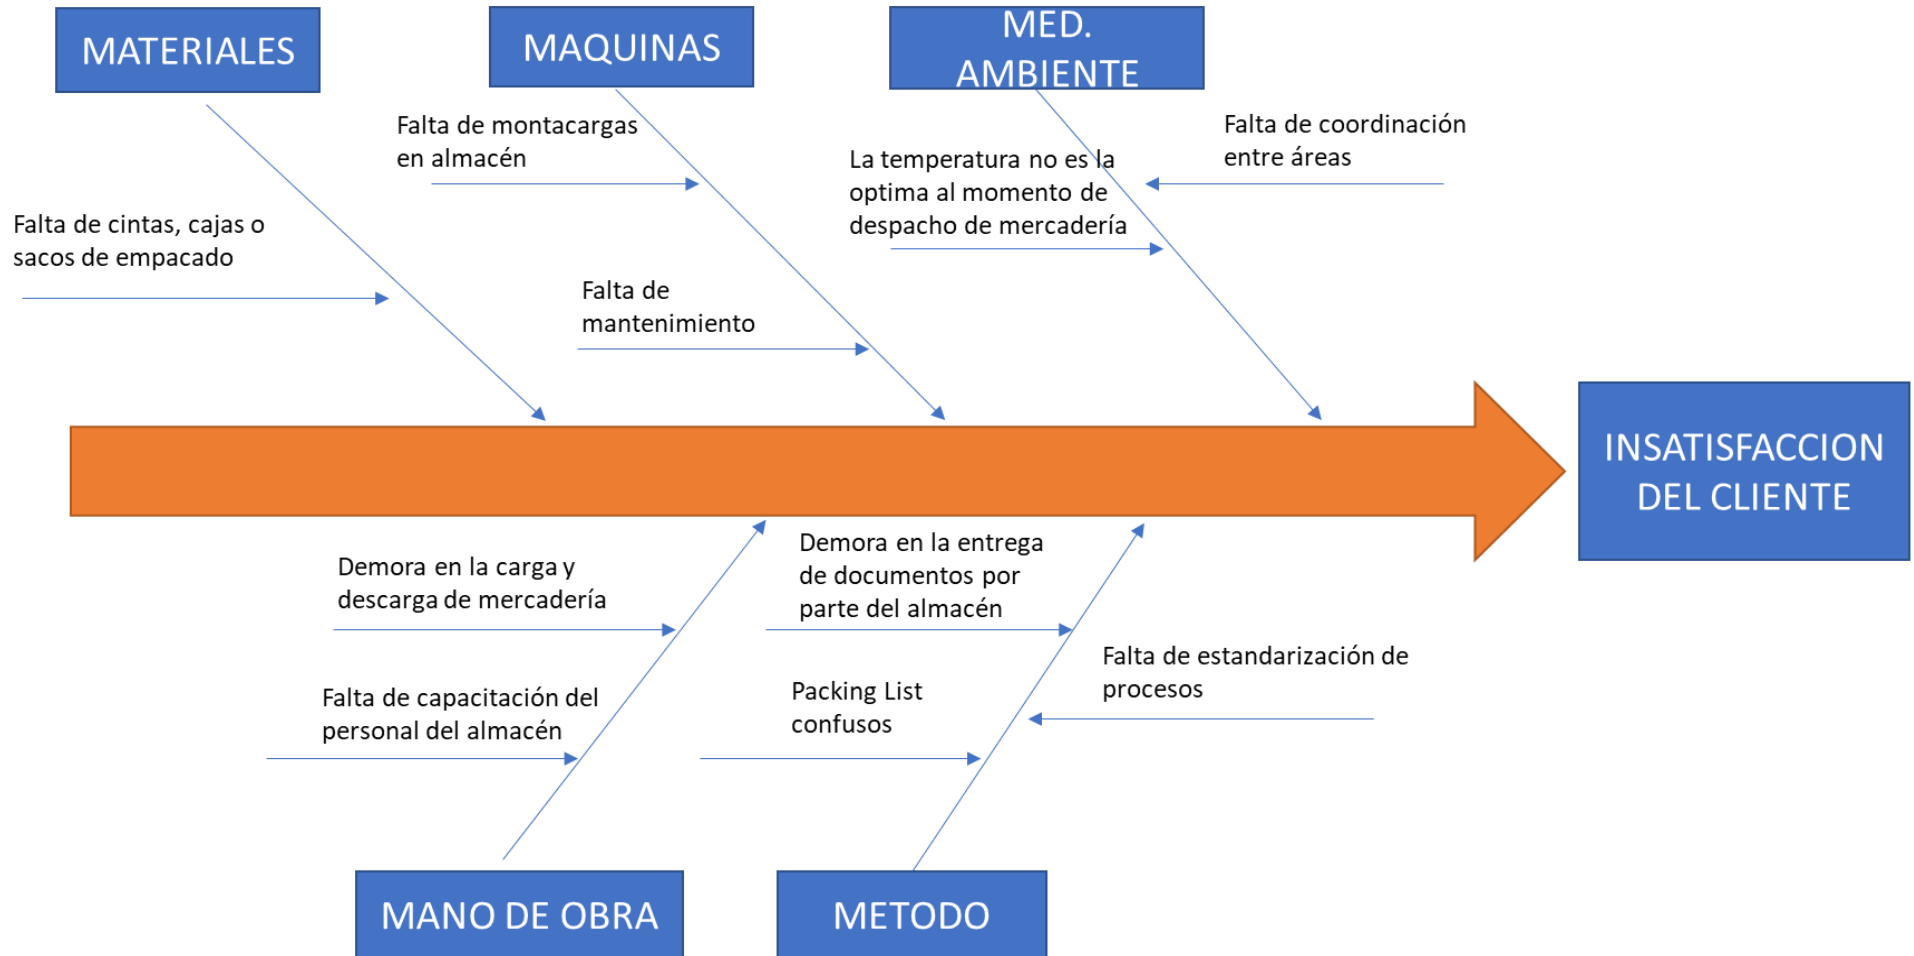 MATERIALES
MAQUINAS
MED.
AMBIENTE
Falta de montacargas
en almacén
Falta de coordinación
entre áreas
La temperatura no es la
optima al momento de
despacho de mercadería
Falta de cintas, cajas o
sacos de empacado
Falta de
mantenimiento
INSATISFACCION
DEL CLIENTE
Demora en la carga y
descarga de mercadería
Demora en la entrega
de documentos por
parte del almacén
Falta de estandarización de
procesos
Falta de capacitación del
personal del almacén
Packing List
confusos
MANO DE OBRA
METODO